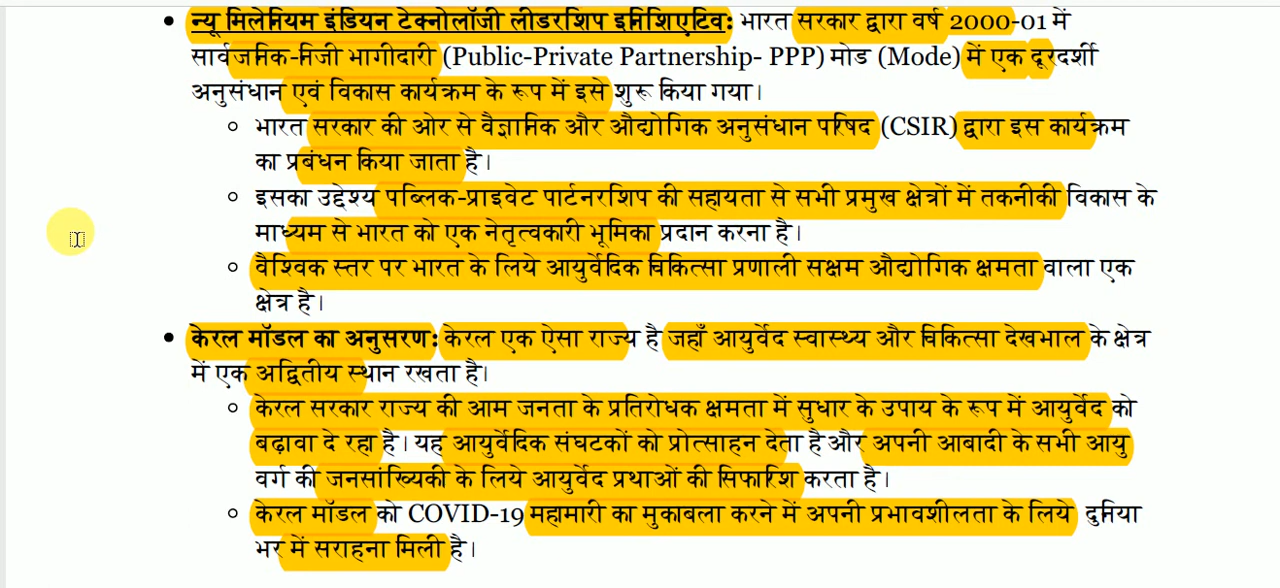 • न्यू मिलेनियम इंडियन टेक्नोलॉजी लीडरशिप इनिशिएटिव: भारत सरकार द्वारा वर्ष 2000-01 में
सार्वजनिक-निजी भागीदारी (Public-Private Partnership- PPP) मोड (Mode) में एक दूरदर्शी
अनुसंधान एवं विकास कार्यक्रम के रूप में इसे शुरू किया गया।
○ भारत सरकार की ओर से वैज्ञानिक और औद्योगिक अनुसंधान परिषद (CSIR) द्वारा इस कार्यक्रम
का प्रबंधन किया जाता है।
○ इसका उद्देश्य पब्लिक-प्राइवेट पार्टनरशिप की सहायता से सभी प्रमुख क्षेत्रों में तकनीकी विकास के
माध्यम से भारत को एक नेतृत्वकारी भूमिका प्रदान करना है।
○ वैश्विक स्तर पर भारत के लिये आयुर्वेदिक चिकित्सा प्रणाली सक्षम औद्योगिक क्षमता वाला एक
क्षेत्र है।
• केरल मॉडल का अनुसरण: केरल एक ऐसा राज्य है जहाँ आयुर्वेद स्वास्थ्य और चिकित्सा देखभाल के क्षेत्र
में एक अद्वितीय स्थान रखता है।
○ केरल सरकार राज्य की आम जनता के प्रतिरोधक क्षमता में सुधार के उपाय के रूप में आयुर्वेद को
बढ़ावा दे रहा है। यह आयुर्वेदिक संघटकों को प्रोत्साहन देता है और अपनी आबादी के सभी आयु
वर्ग की जनसांख्यिकी के लिये आयुर्वेद प्रथाओं की सिफारिश करता है।
○ केरल मॉडल को COVID-19 महामारी का मुकाबला करने में अपनी प्रभावशीलता के लिये दुनिया
भर में सराहना मिली है।